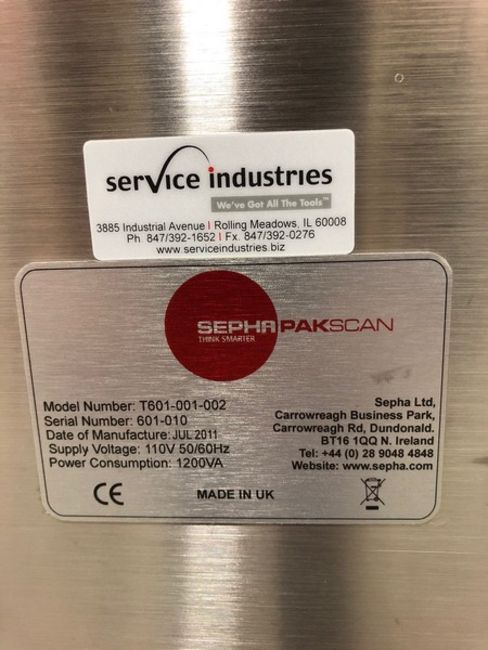 service industries
We've Got All The Tools™
3885 Industrial Avenue | Rolling Meadows, IL 60008
Ph. 847/392-1652 | Fx. 847/392-0276
www.serviceindustries.biz
SEPHA PAKSCAN
THINK SMARTER
Model Number: T601-001-002
Serial Number: 601-010
Date of Manufacture: JUL 2011
Supply Voltage: 110V 50/60Hz
Power Consumption: 1200VA
Sepha Ltd,
Carrowreagh Business Park,
Carrowreagh Rd, Dundonald.
BT16 1QQ N. Ireland
Tel: +44 (0) 28 9048 4848
Website: www.sepha.com
CE
MADE IN UK